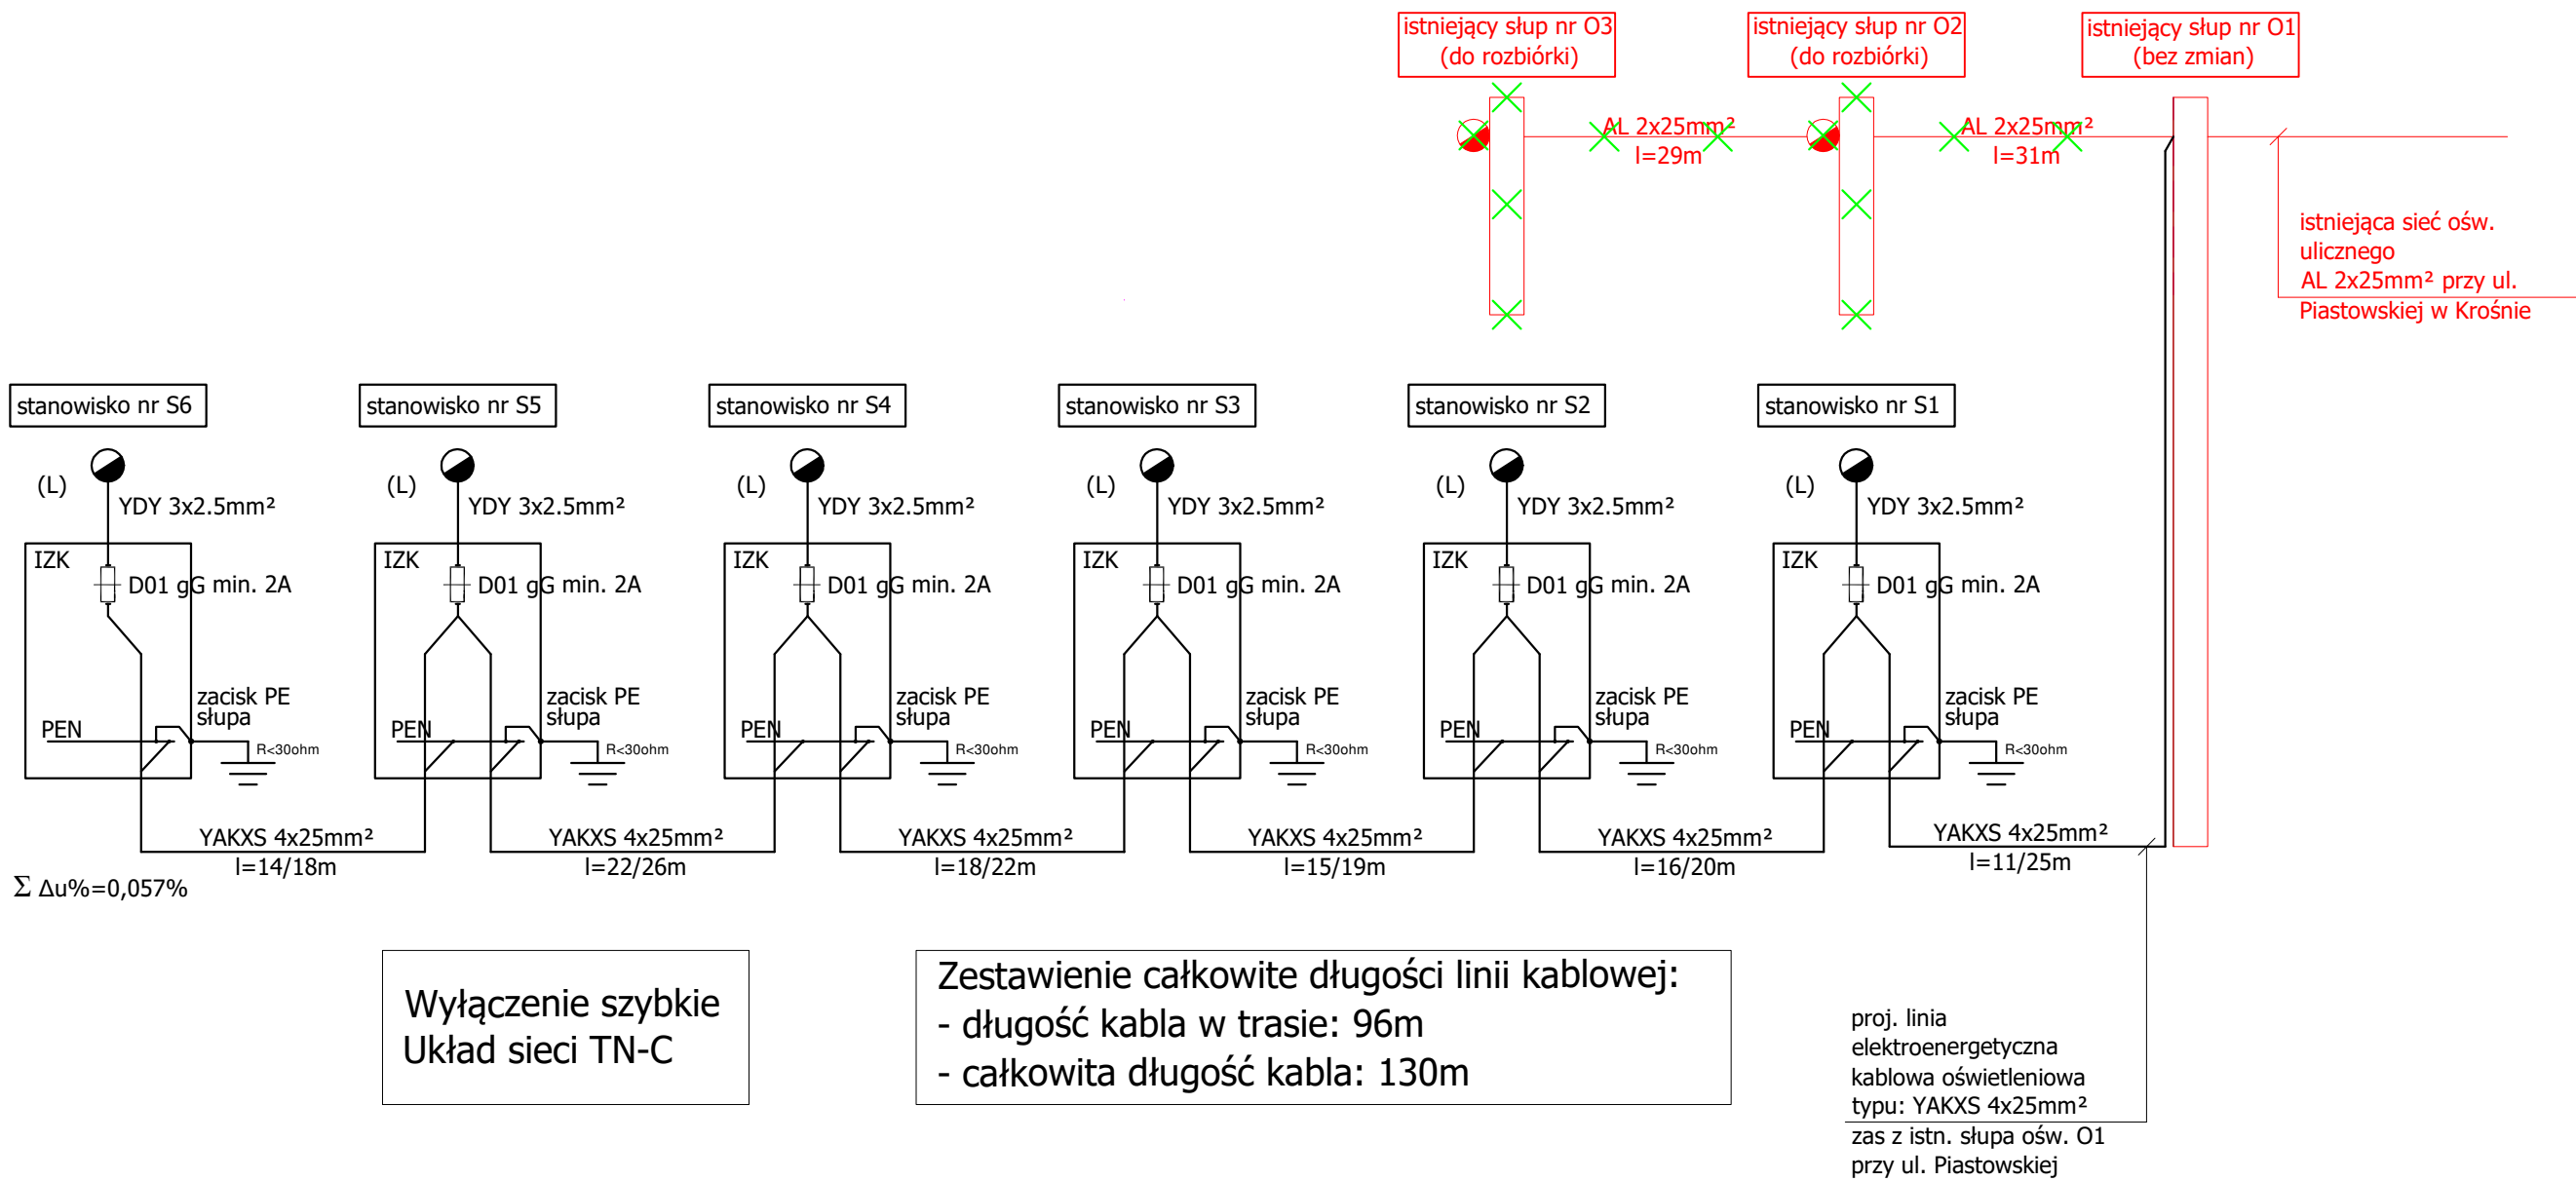 istniejący słup nr O3
(do rozbiórki)
istniejący słup nr O2
(do rozbiórki)
istniejący słup nr O1
(bez zmian)
AL 2x25mm²
l=29m
AL 2x25mm²
l=31m
istniejąca sieć ośw.
ulicznego
AL 2x25mm² przy ul.
Piastowskiej w Krośnie
stanowisko nr S6
stanowisko nr S5
stanowisko nr S4
stanowisko nr S3
stanowisko nr S2
stanowisko nr S1
(L)
YDY 3x2.5mm²
(L)
YDY 3x2.5mm²
(L)
YDY 3x2.5mm²
(L)
YDY 3x2.5mm²
(L)
YDY 3x2.5mm²
(L)
YDY 3x2.5mm²
IZK
D01 gG min. 2A
IZK
D01 gG min. 2A
IZK
D01 gG min. 2A
IZK
D01 gG min. 2A
IZK
D01 gG min. 2A
IZK
D01 gG min. 2A
zacisk PE
słupa
PEN
R<30ohm
zacisk PE
słupa
PEN
R<30ohm
zacisk PE
słupa
PEN
R<30ohm
zacisk PE
słupa
PEN
R<30ohm
zacisk PE
słupa
PEN
R<30ohm
zacisk PE
słupa
PEN
R<30ohm
YAKXS 4x25mm²
l=14/18m
YAKXS 4x25mm²
l=22/26m
YAKXS 4x25mm²
l=18/22m
YAKXS 4x25mm²
l=15/19m
YAKXS 4x25mm²
l=16/20m
YAKXS 4x25mm²
l=11/25m
Σ Δu%=0,057%
Wyłączenie szybkie
Układ sieci TN-C
Zestawienie całkowite długości linii kablowej:
- długość kabla w trasie: 96m
- całkowita długość kabla: 130m
proj. linia
elektroenergetyczna
kablowa oświetleniowa
typu: YAKXS 4x25mm²
zas z istn. słupa ośw. O1
przy ul. Piastowskiej